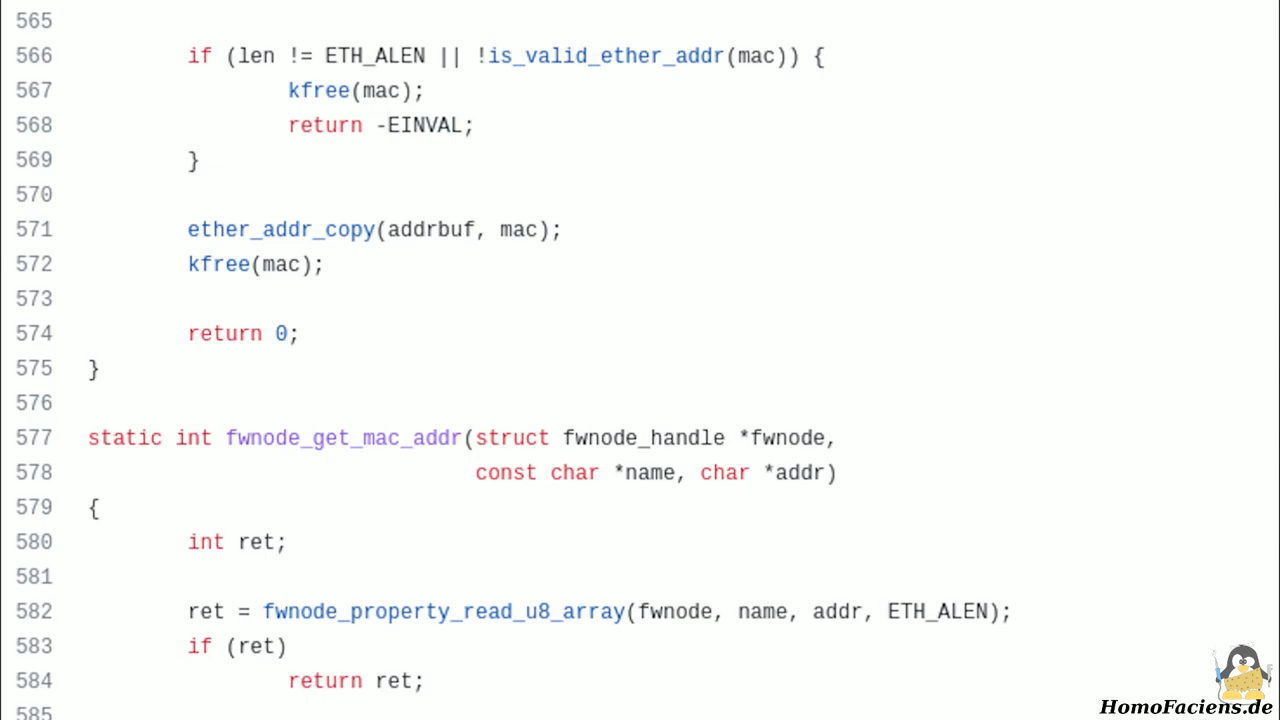 565
566 if (len != ETH_ALEN || !is_valid_ether_addr(mac)) {
567 kfree(mac);
568 return -EINVAL;
569 }
570
571 ether_addr_copy(addrbuf, mac);
572 kfree(mac);
573
574 return 0;
575 }
576
577 static int fwnode_get_mac_addr(struct fwnode_handle *fwnode,
578 const char *name, char *addr)
579 {
580 int ret;
581
582 ret = fwnode_property_read_u8_array(fwnode, name, addr, ETH_ALEN);
583 if (ret)
584 return ret;
585
HomoFaciens.de